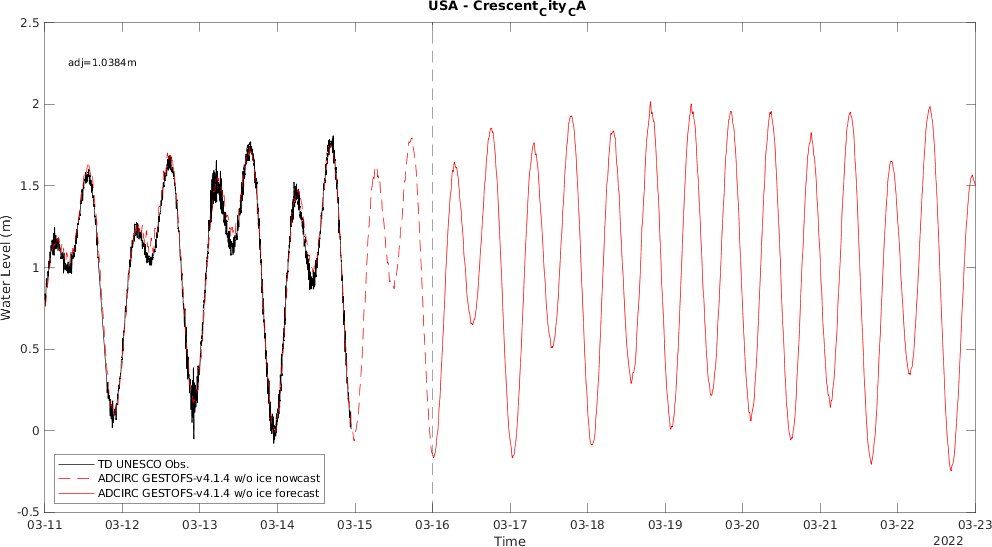 USA - Crescent_City_CA
adj=1.0384m
2.5
2
1.5
1
0.5
0
-0.5
Water Level (m)
TD UNESCO Obs.
ADCIRC GESTOFS-v4.1.4 w/o ice nowcast
ADCIRC GESTOFS-v4.1.4 w/o ice forecast
03-11 03-12 03-13 03-14 03-15 03-16 03-17 03-18 03-19 03-20 03-21 03-22 03-23
Time
2022